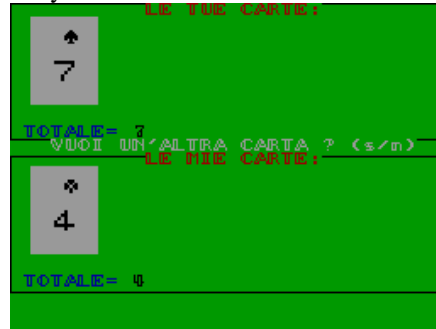 LE TUE CARTE:
♠
7
TOTALE= 7
VUOI UN'ALTRA CARTA ? (s/n)
LE MIE CARTE:
♣
4
TOTALE= 4